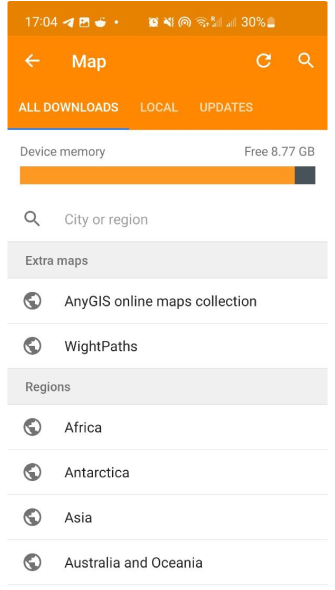 17:04 30%
Map
ALL DOWNLOADS LOCAL UPDATES
Device memory Free 8.77 GB
City or region
Extra maps
AnyGIS online maps collection
WightPaths
Regions
Africa
Antarctica
Asia
Australia and Oceania